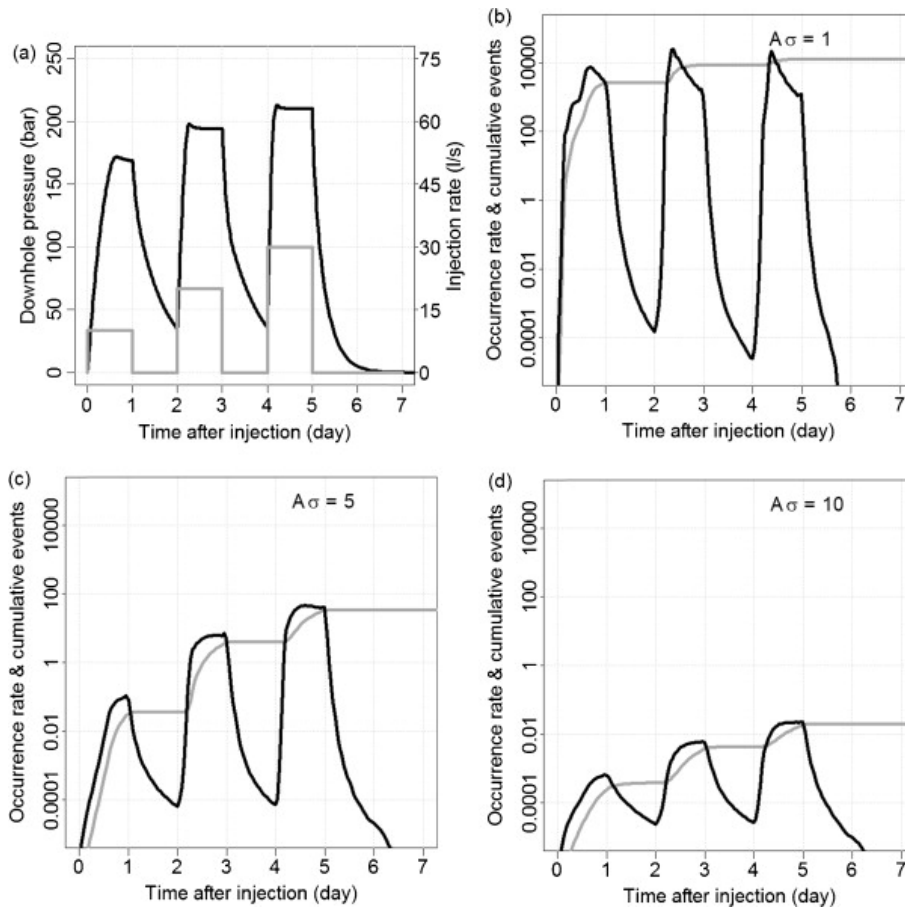 (a)
250
200
150
100
50
0
Downhole pressure (bar)
75
60
45
30
15
0
Injection rate (l/s)
0 1 2 3 4 5 6 7
Time after injection (day)
(b)
Aσ = 1
10000
100
1
0.01
0.0001
Occurrence rate & cumulative events
0 1 2 3 4 5 6 7
Time after injection (day)
(c)
Aσ = 5
10000
100
1
0.01
0.0001
Occurrence rate & cumulative events
0 1 2 3 4 5 6 7
Time after injection (day)
(d)
Aσ = 10
10000
100
1
0.01
0.0001
Occurrence rate & cumulative events
0 1 2 3 4 5 6 7
Time after injection (day)